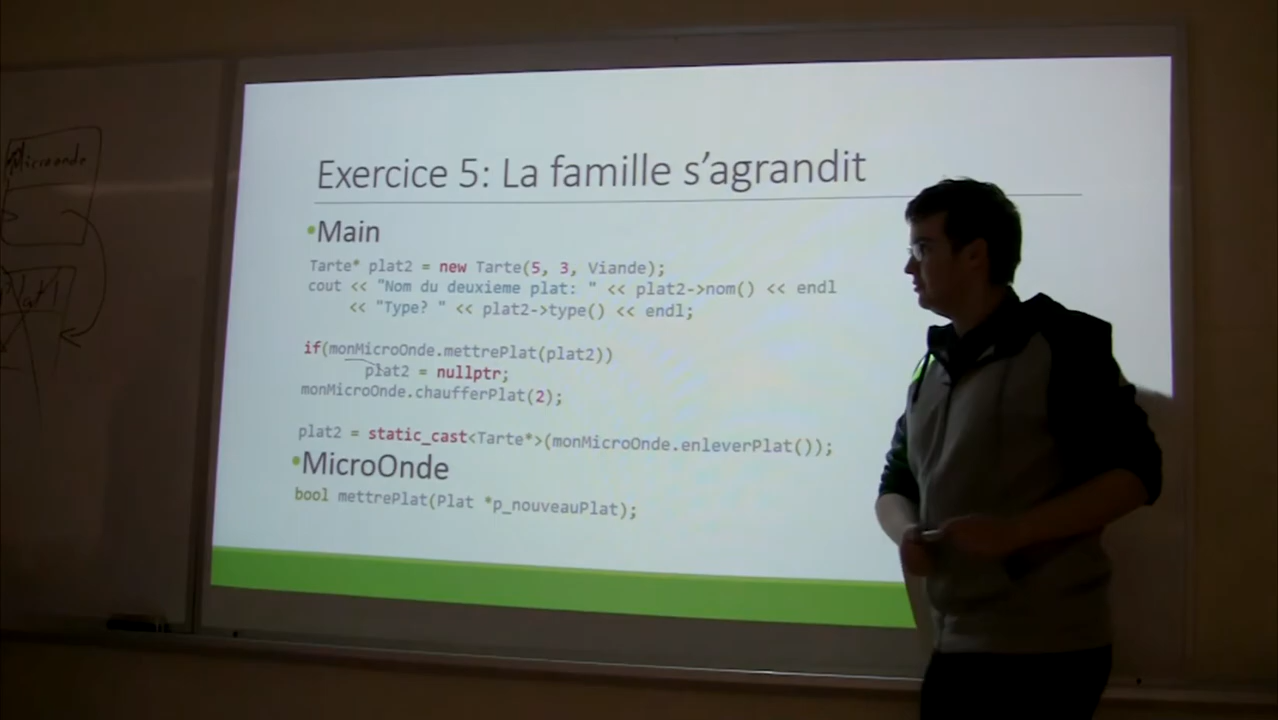 Microonde
Plat
Exercice 5: La famille s’agrandit
•Main
Tarte* plat2 = new Tarte(5, 3, Viande);
cout << "Nom du deuxieme plat: " << plat2->nom() << endl
<< "Type? " << plat2->type() << endl;
if(monMicroOnde.mettrePlat(plat2))
plat2 = nullptr;
monMicroOnde.chaufferPlat(2);
plat2 = static_cast<Tarte*>(monMicroOnde.enleverPlat());
•MicroOnde
bool mettrePlat(Plat *p_nouveauPlat);